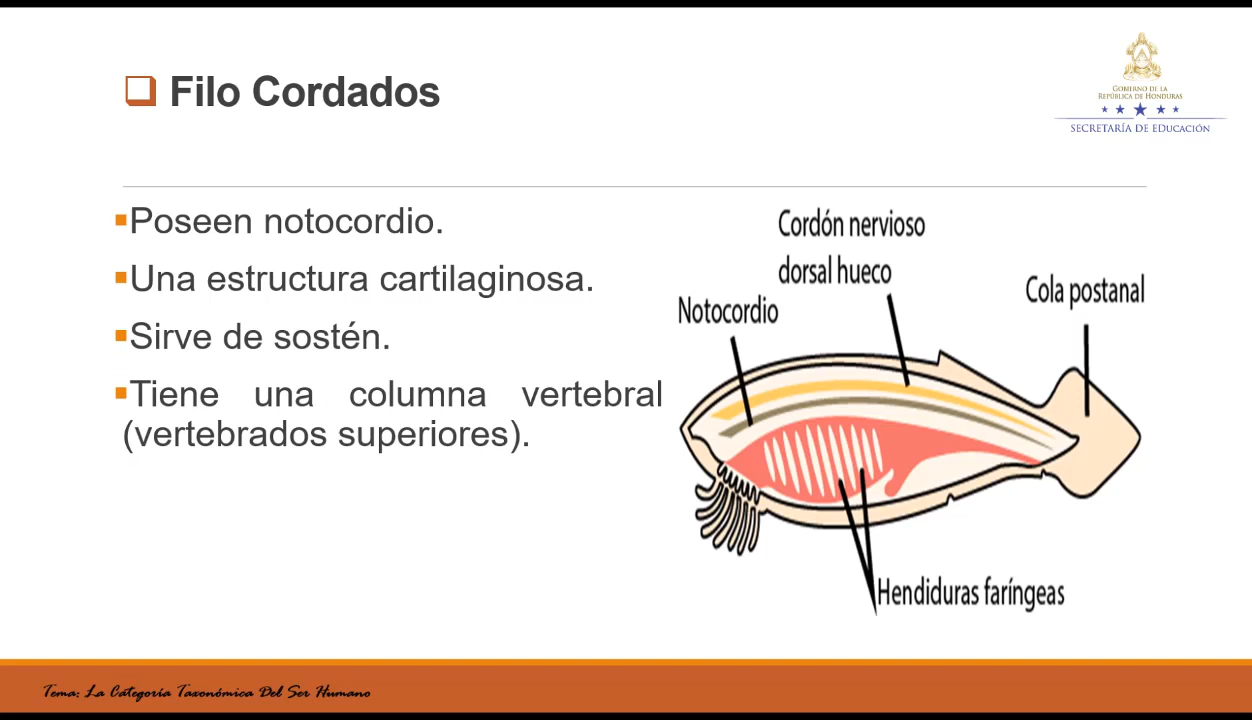 Filo Cordados
GOBIERNO DE LA
REPÚBLICA DE HONDURAS
SECRETARÍA DE EDUCACIÓN
Poseen notocordio.
Una estructura cartilaginosa.
Sirve de sostén.
Tiene una columna vertebral
(vertebrados superiores).
Cordón nervioso
dorsal hueco
Cola postanal
Notocordio
Hendiduras faríngeas
Tema: La Categoría Taxonómica Del Ser Humano